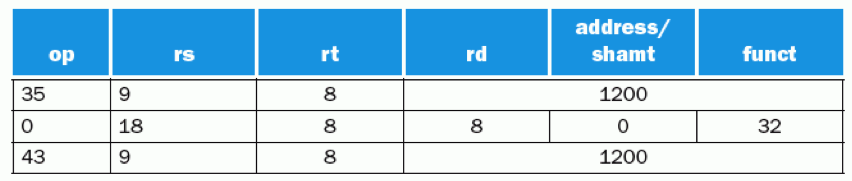 op rs rt rd address/ shamt funct
35 9 8 1200
0 18 8 8 0 32
43 9 8 1200